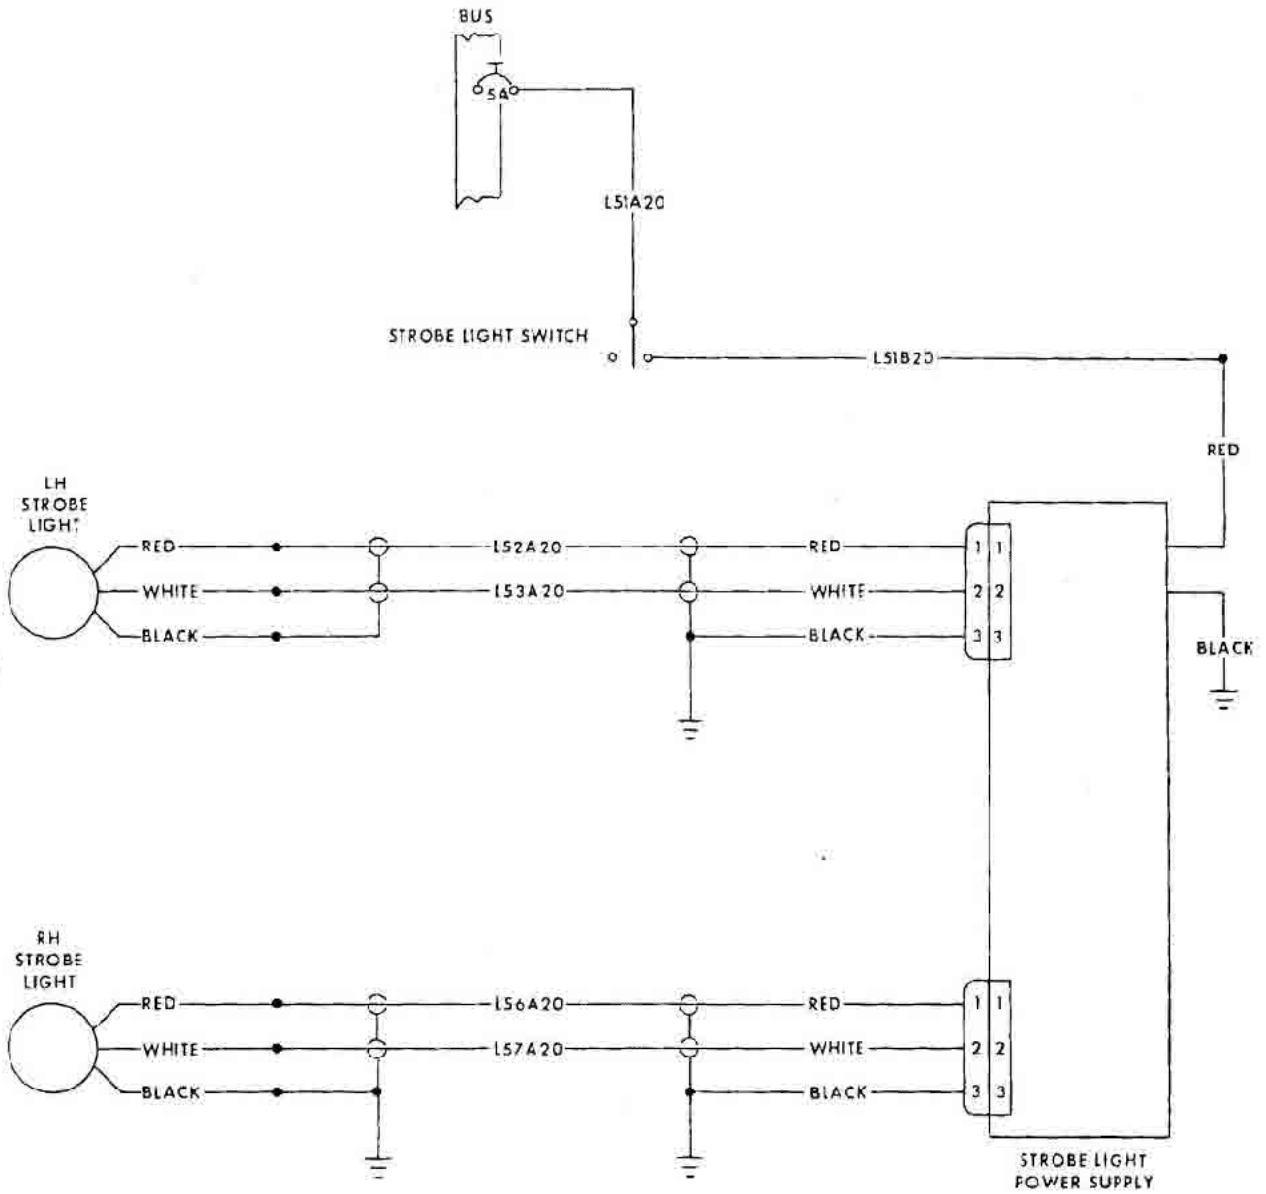 BUS
5A
L51A20
STROBE LIGHT SWITCH
L51B20
RED
LH
STROBE
LIGHT
RED
L52A20
RED
1
1
WHITE
L53A20
WHITE
2
2
BLACK
BLACK
3
3
BLACK
RH
STROBE
LIGHT
RED
L56A20
RED
1
1
WHITE
L57A20
WHITE
2
2
BLACK
BLACK
3
3
STROBE LIGHT
POWER SUPPLY